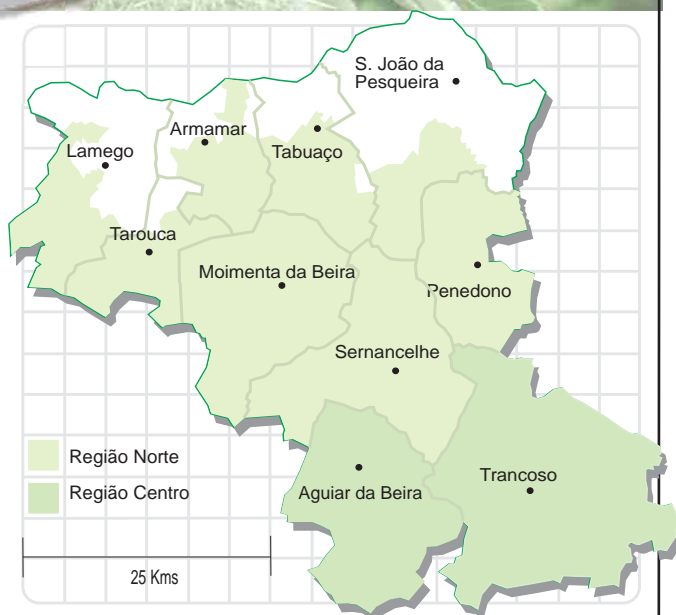 S. João da
Pesqueira
Armamar
Lamego
Tabuaço
Tarouca
Moimenta da Beira
Penedono
Sernancelhe
Região Norte
Região Centro
Trancoso
Aguiar da Beira
25 Kms